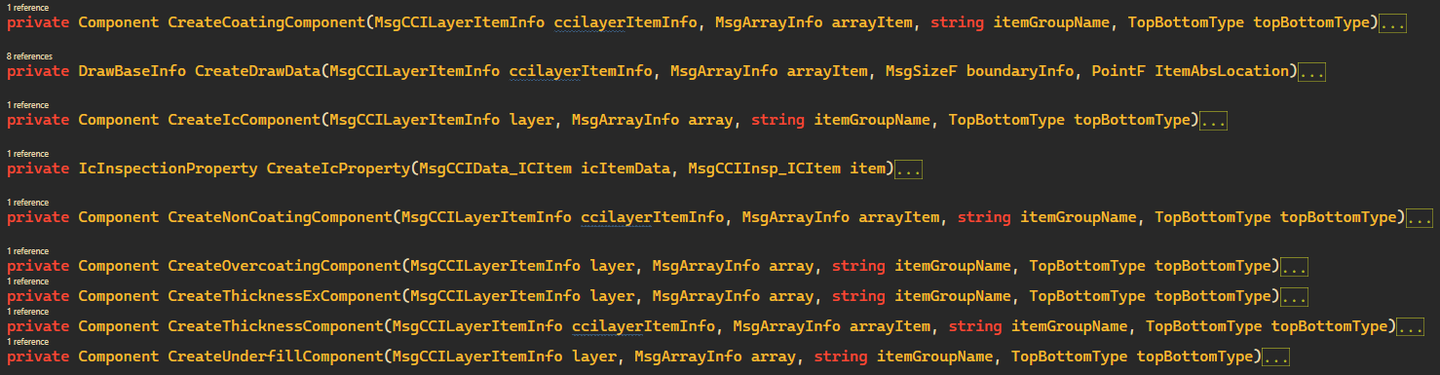 1 reference
private Component CreateCoatingComponent(MsgCCILayerItemInfo ccilayerItemInfo, MsgArrayInfo arrayItem, string itemGroupName, TopBottomType topBottomType)...
8 references
private DrawBaseInfo CreateDrawData(MsgCCILayerItemInfo ccilayerItemInfo, MsgArrayInfo arrayItem, MsgSizeF boundaryInfo, PointF ItemAbsLocation)...
1 reference
private Component CreateIcComponent(MsgCCILayerItemInfo layer, MsgArrayInfo array, string itemGroupName, TopBottomType topBottomType)...
1 reference
private IcInspectionProperty CreateIcProperty(MsgCCIData_ICItem icItemData, MsgCCIInsp_ICItem item)...
1 reference
private Component CreateNonCoatingComponent(MsgCCILayerItemInfo ccilayerItemInfo, MsgArrayInfo arrayItem, string itemGroupName, TopBottomType topBottomType)...
1 reference
private Component CreateOvercoatingComponent(MsgCCILayerItemInfo layer, MsgArrayInfo array, string itemGroupName, TopBottomType topBottomType)...
1 reference
private Component CreateThicknessExComponent(MsgCCILayerItemInfo layer, MsgArrayInfo array, string itemGroupName, TopBottomType topBottomType)...
1 reference
private Component CreateThicknessComponent(MsgCCILayerItemInfo ccilayerItemInfo, MsgArrayInfo arrayItem, string itemGroupName, TopBottomType topBottomType)...
1 reference
private Component CreateUnderfillComponent(MsgCCILayerItemInfo layer, MsgArrayInfo array, string itemGroupName, TopBottomType topBottomType)...